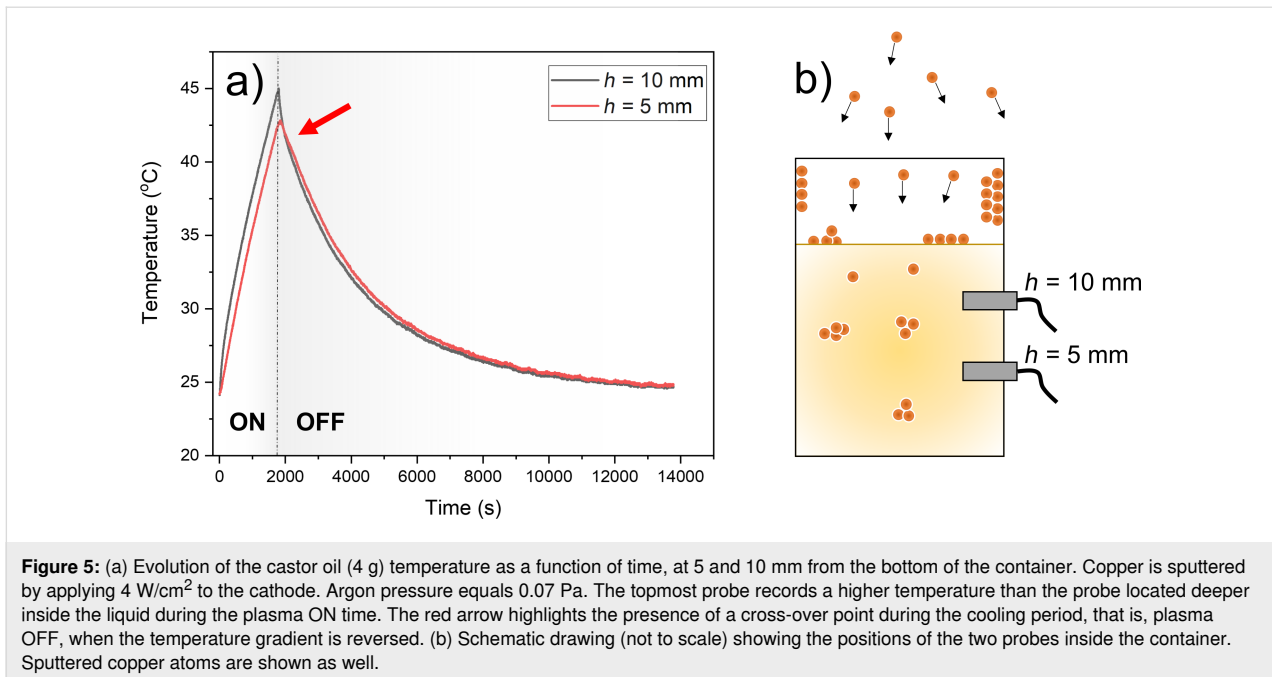 a)
h = 10 mm
h = 5 mm
45
40
35
30
25
20
Temperature (°C)
ON OFF
0 2000 4000 6000 8000 10000 12000 14000
Time (s)
b)
h = 10 mm
h = 5 mm
Figure 5: (a) Evolution of the castor oil (4 g) temperature as a function of time, at 5 and 10 mm from the bottom of the container. Copper is sputtered
by applying 4 W/cm² to the cathode. Argon pressure equals 0.07 Pa. The topmost probe records a higher temperature than the probe located deeper
inside the liquid during the plasma ON time. The red arrow highlights the presence of a cross-over point during the cooling period, that is, plasma
OFF, when the temperature gradient is reversed. (b) Schematic drawing (not to scale) showing the positions of the two probes inside the container.
Sputtered copper atoms are shown as well.